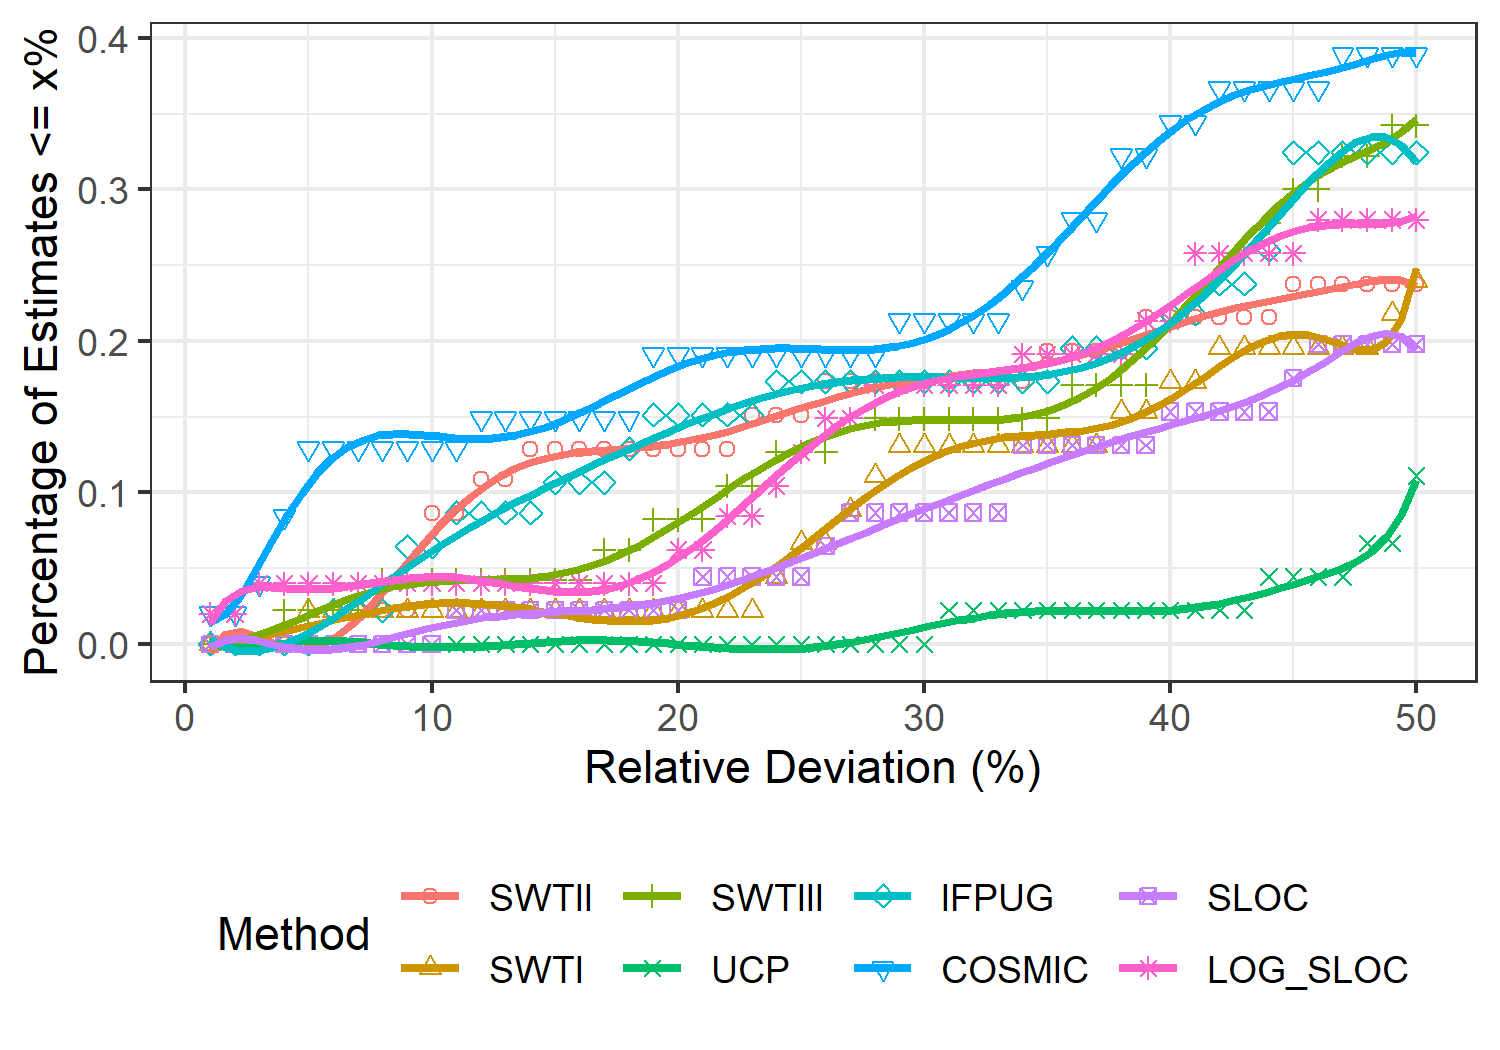 Percentage of Estimates <= x%
0.4
0.3
0.2
0.1
0.0
0 10 20 30 40 50
Relative Deviation (%)
Method
SWTII SWTIII IFPUG SLOC
SWTI UCP COSMIC LOG_SLOC